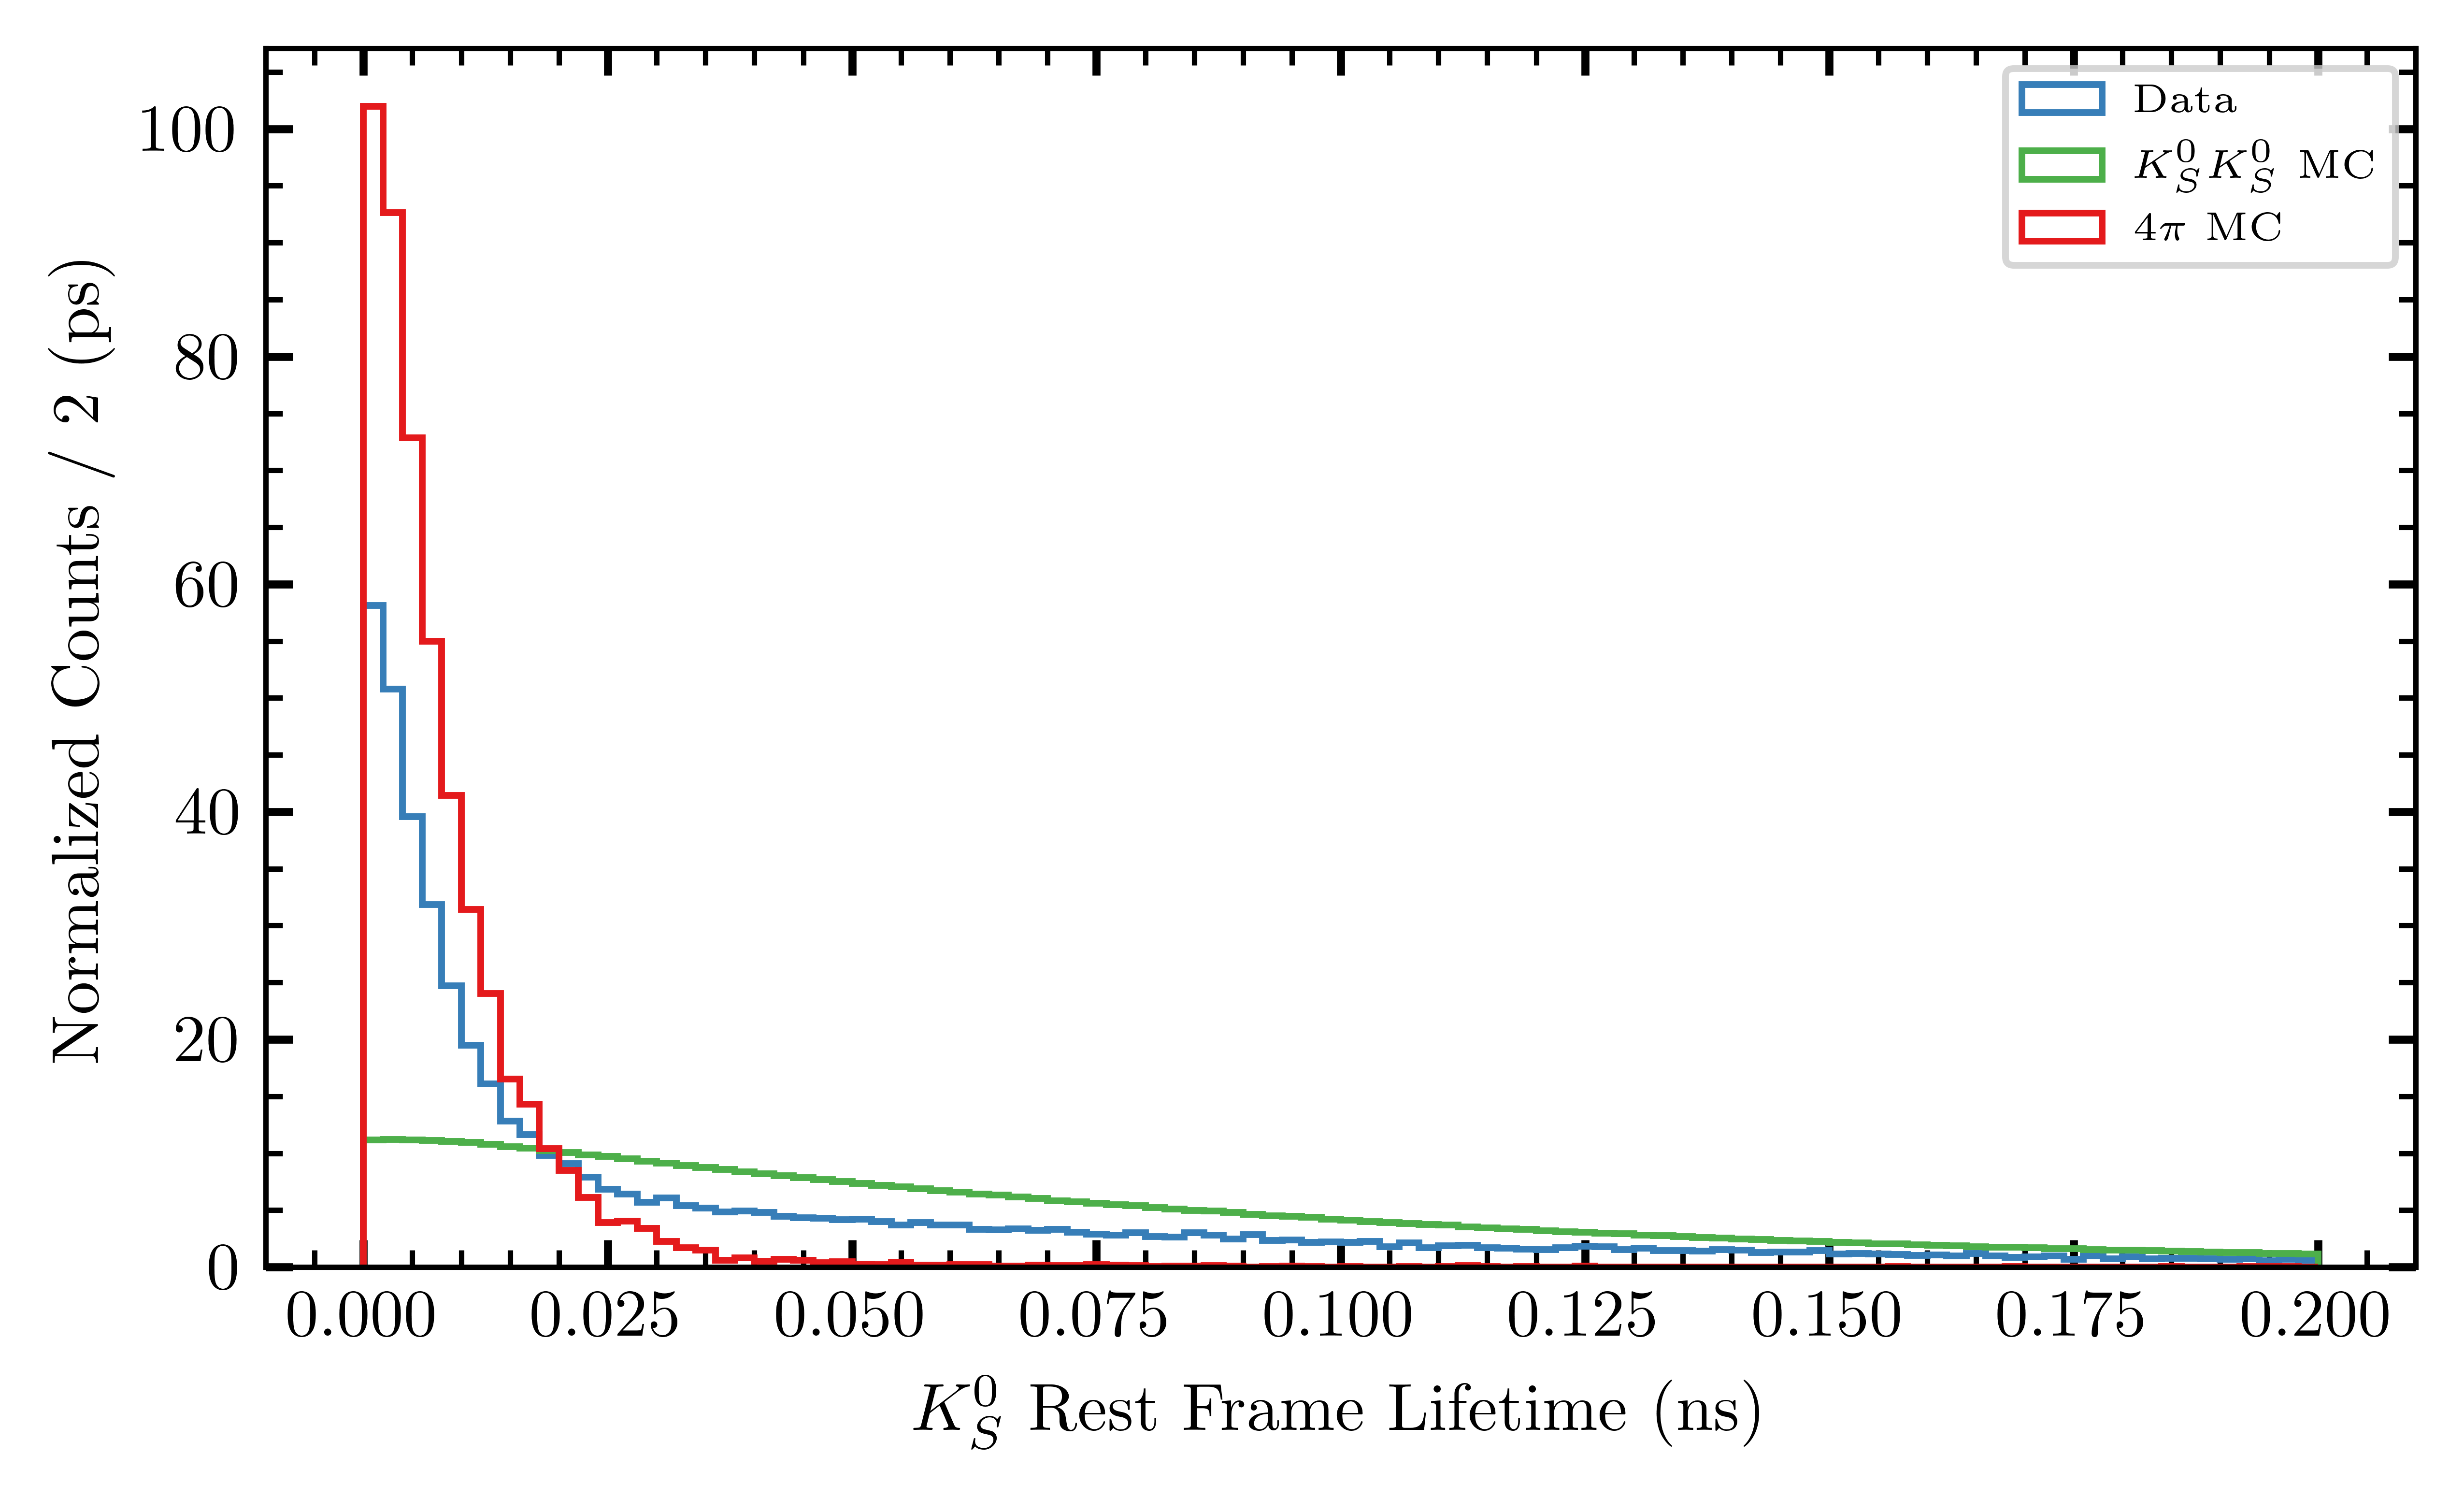 Normalized Counts / 2 (ps)
100
80
60
40
20
0
Data
$K_S^0 K_S^0$ MC
4π MC
0.000 0.025 0.050 0.075 0.100 0.125 0.150 0.175 0.200
$K_S^0$ Rest Frame Lifetime (ns)